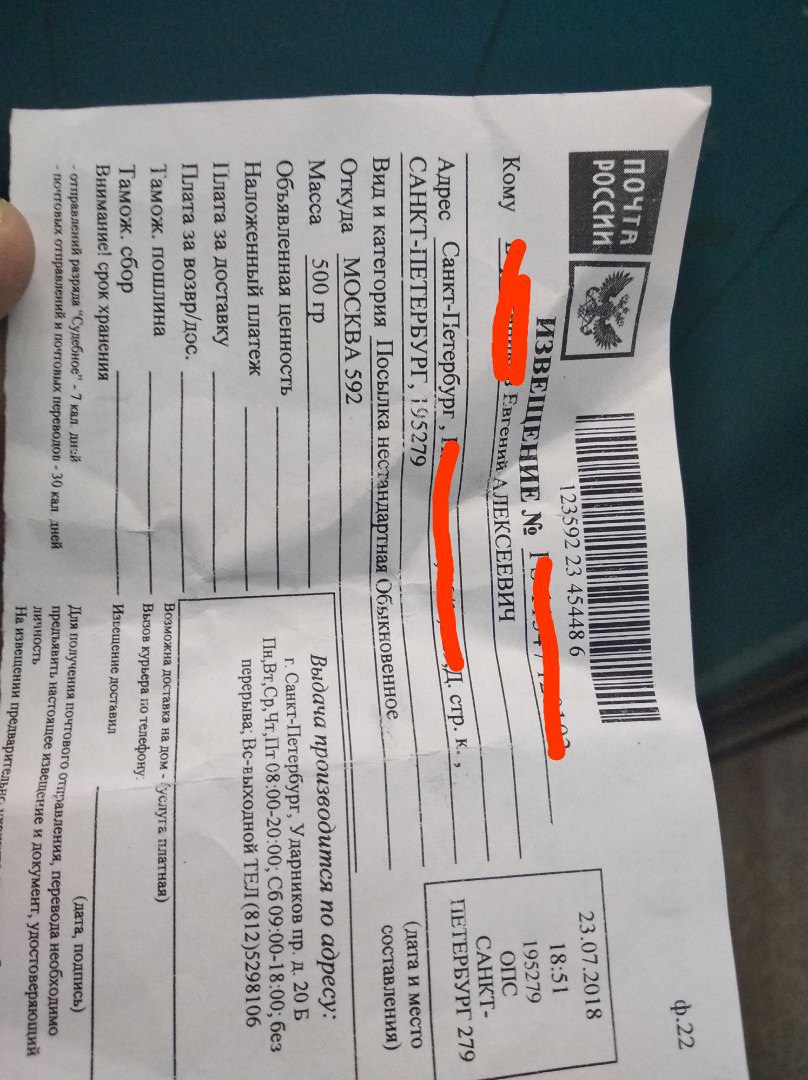 ПОЧТА
РОССИИ
123592 23 45448 6
ф.22
23.07.2018
18:51
195279
ОПС
САНКТ-
ПЕТЕРБУРГ 279
(дата и место
составления)
ИЗВЕЩЕНИЕ №
Кому Евгений АЛЕКСЕЕВИЧ
Адрес Санкт-Петербург , Д. стр. к. ,
САНКТ-ПЕТЕРБУРГ, 195279
Вид и категория Посылка нестандартная Обыкновенное
Откуда МОСКВА 592
Масса 500 гр
Объявленная ценность
Наложенный платеж
Плата за доставку
Плата за возвр/дос.
Тамож. пошлина
Тамож. сбор
Внимание! срок хранения
- отправлений разряда "Судебное" - 7 кал. дней
- почтовых отправлений и почтовых переводов - 30 кал. дней
Выдача производится по адресу:
г. Санкт-Петербург, Ударников пр. д. 20 Б
Пн,Вт,Ср,Чт,Пт 08:00-20:00; Сб 09:00-18:00; без
перерыва; Вс-выходной ТЕЛ (812)5298106
Возможна доставка на дом - (услуга платная)
Вызов курьера по телефону:
Извещение доставил
(дата, подпись)
Для получения почтового отправления, перевода необходимо
предъявить настоящее извещение и документ, удостоверяющий
личность
На извещении предварительно